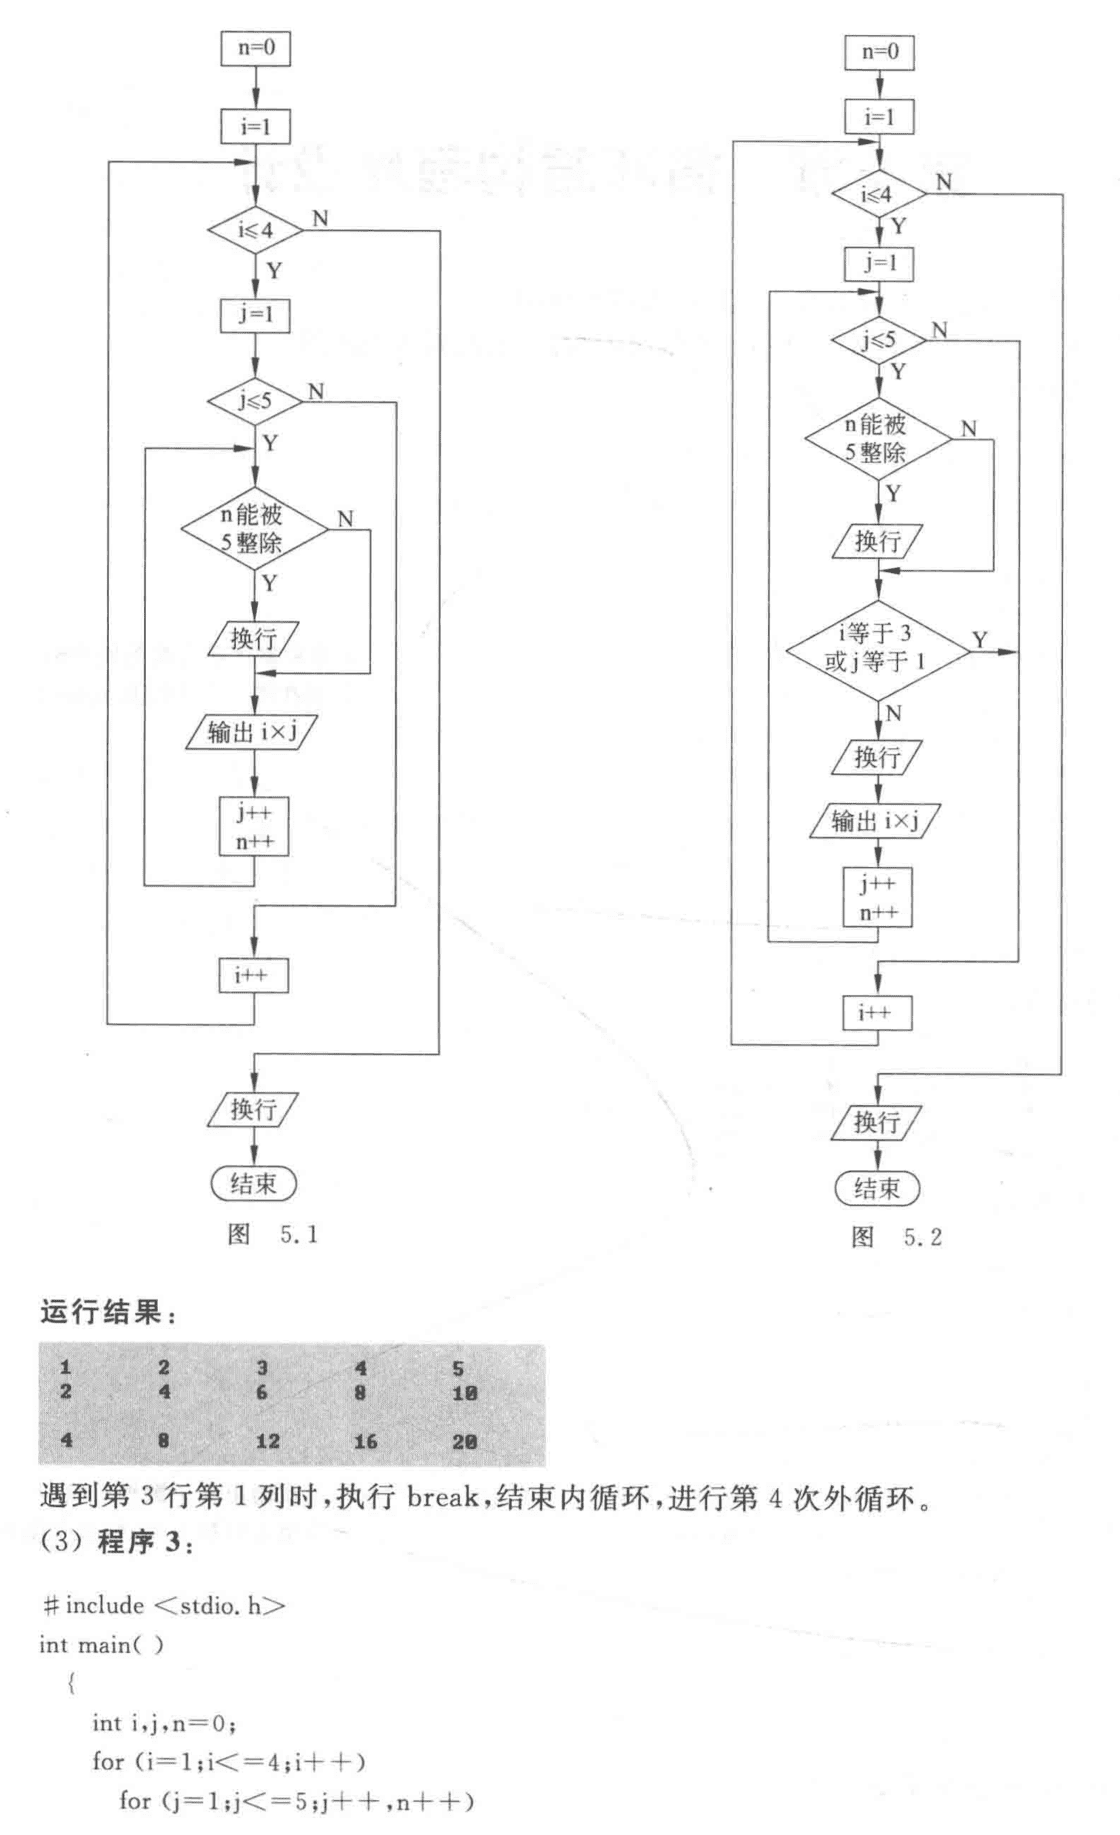 n=0
i=1
i≤4
N
Y
j=1
j≤5
N
Y
n能被
5整除
N
Y
换行
输出 i×j
j++
n++
i++
换行
结束
图 5.1
n=0
i=1
i≤4
N
Y
j=1
j≤5
N
Y
n能被
5整除
N
Y
换行
i等于3
或j等于1
Y
N
换行
输出 i×j
j++
n++
i++
换行
结束
图 5.2
运行结果：
1 2 3 4 5
2 4 6 8 10
4 8 12 16 20
遇到第3行第1列时,执行 break,结束内循环,进行第4次外循环。
(3) 程序3：
#include <stdio.h>
int main( )
{
int i,j,n=0;
for (i=1;i<=4;i++)
for (j=1;j<=5;j++,n++)